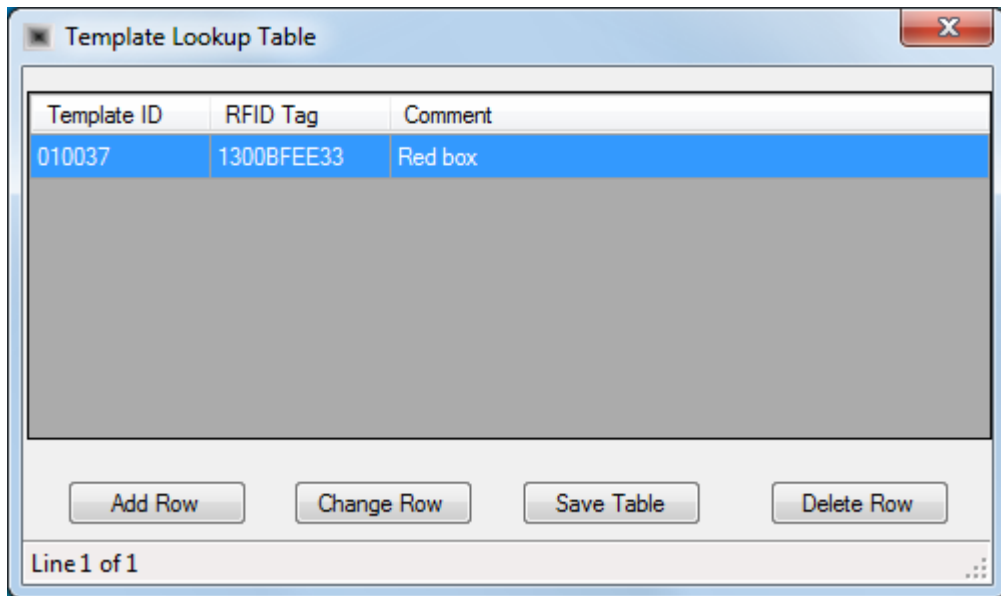 Template Lookup Table
Template ID RFID Tag Comment
010037 1300BFEE33 Red box
Add Row Change Row Save Table Delete Row
Line 1 of 1